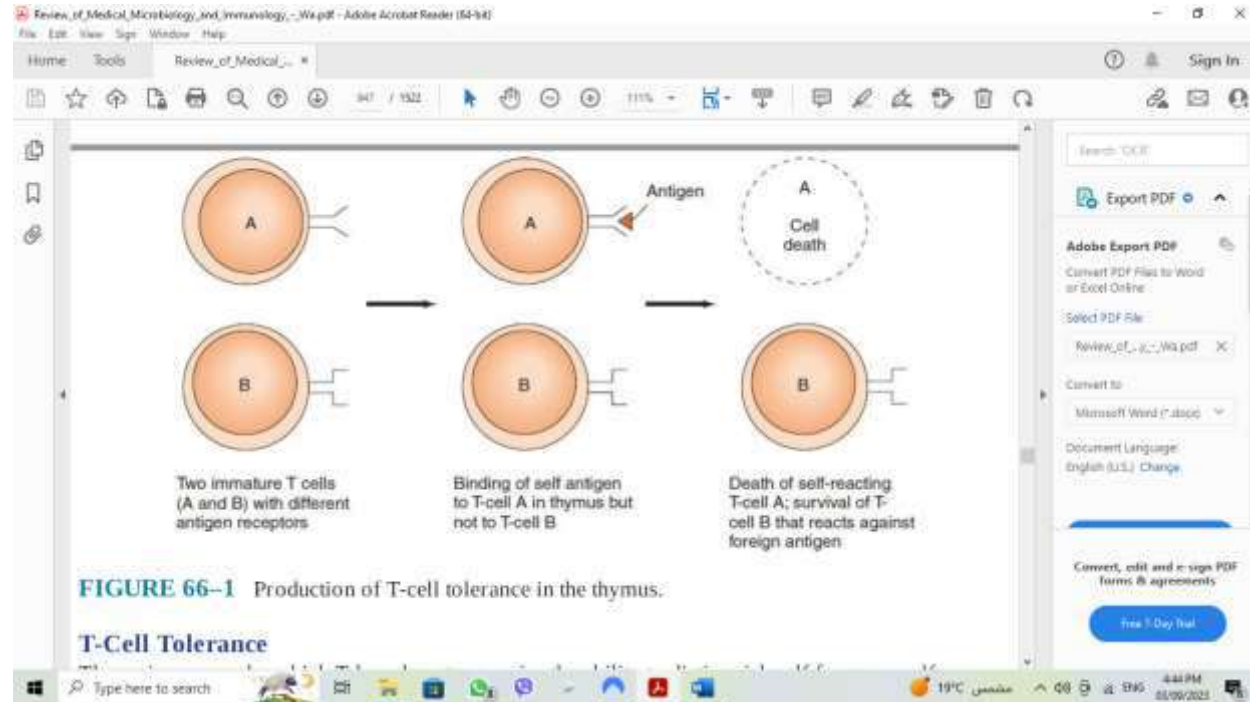 Review_of_Medical_Microbiology_and_Immunology_-_Wa.pdf - Adobe Acrobat Reader (64-bit)
File Edit View Sign Window Help
Home Tools Review_of_Medical_... × Sign In
947 / 1522 111%
Antigen
A
A
A
Cell
death
B
B
B
Two immature T cells
(A and B) with different
antigen receptors
Binding of self antigen
to T-cell A in thymus but
not to T-cell B
Death of self-reacting
T-cell A; survival of T-
cell B that reacts against
foreign antigen
FIGURE 66–1 Production of T-cell tolerance in the thymus.
T-Cell Tolerance
Search 'OCR'
Export PDF
Adobe Export PDF
Convert PDF Files to Word
or Excel Online
Select PDF File
Review_of_..._-_Wa.pdf ×
Convert to
Microsoft Word (*.docx)
Document Language:
English (U.S.) Change
Convert, edit and e-sign PDF
forms & agreements
Free 7-Day Trial
Type here to search
19°C مشمس ENG 4:44 PM